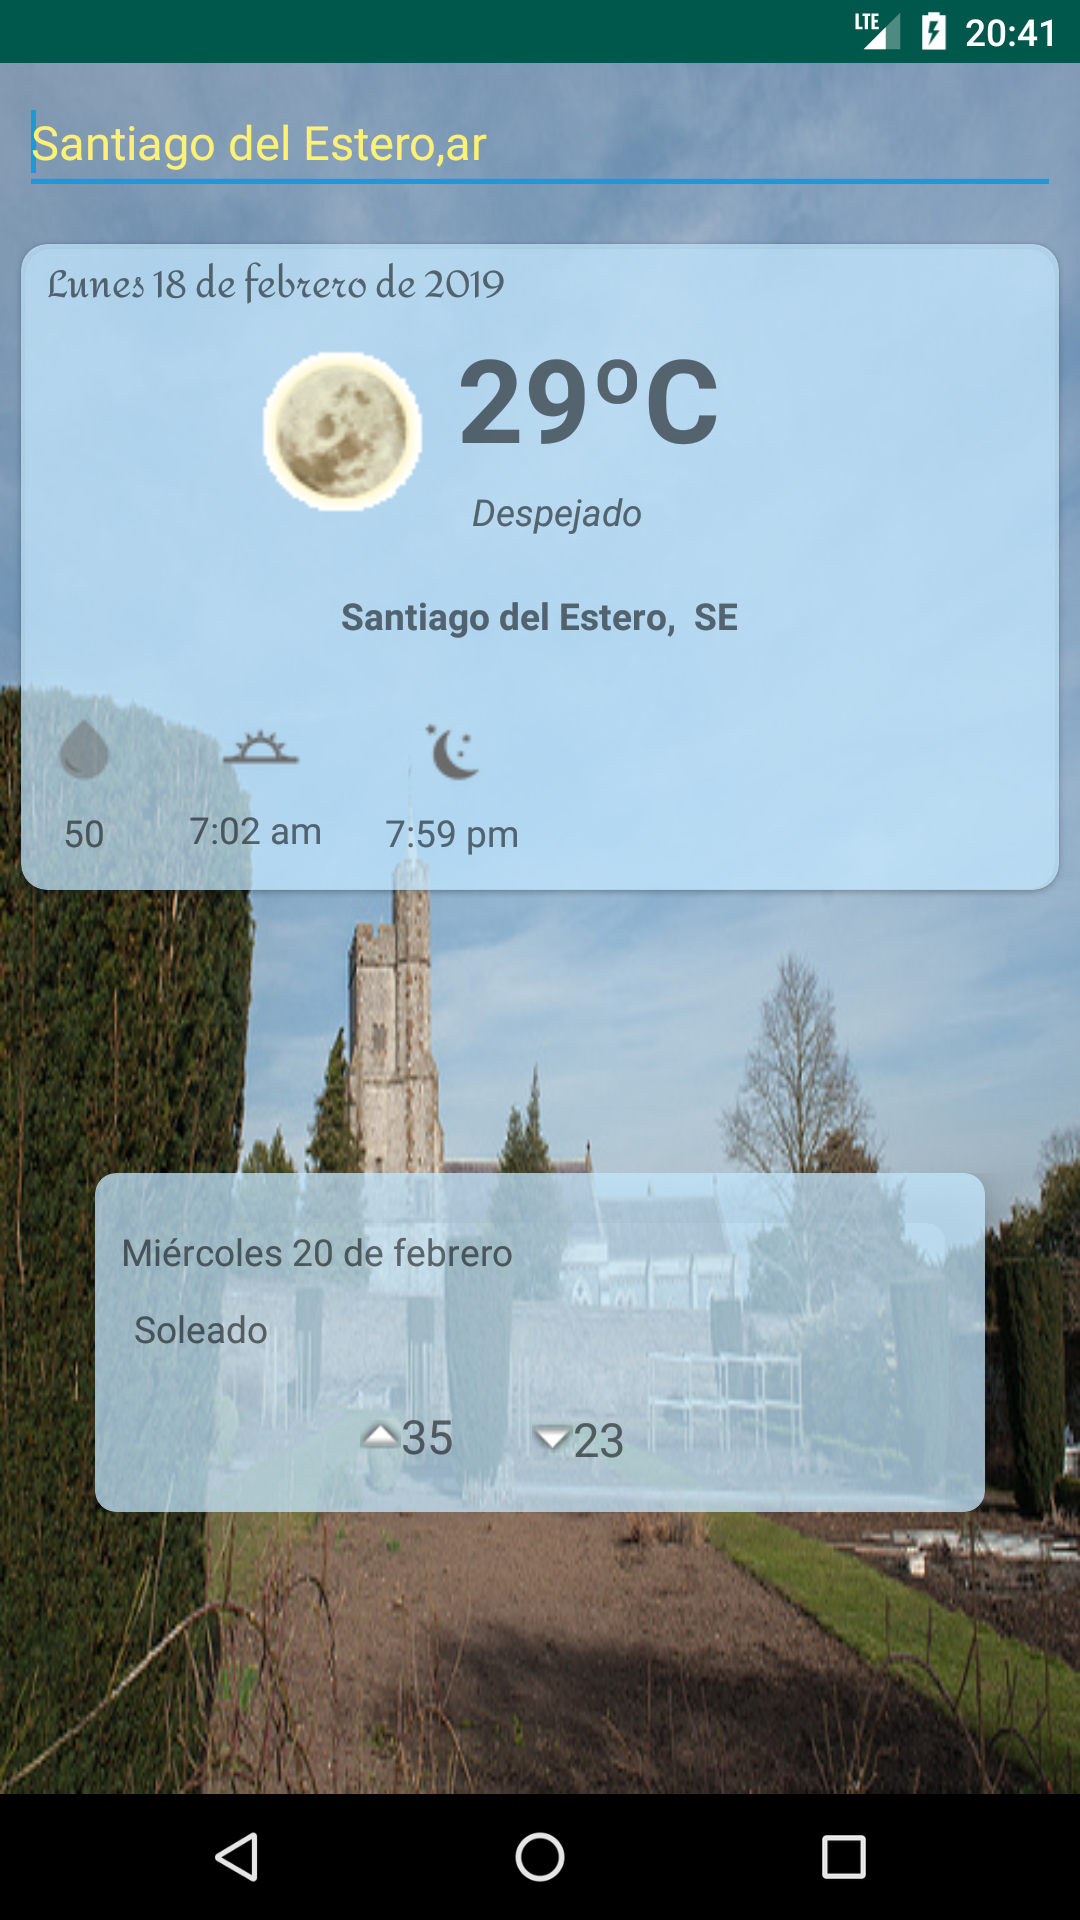 LTE 20:41
Santiago del Estero,ar
Lunes 18 de febrero de 2019
29ºC
Despejado
Santiago del Estero, SE
50 7:02 am 7:59 pm
Miércoles 20 de febrero
Soleado
35 23